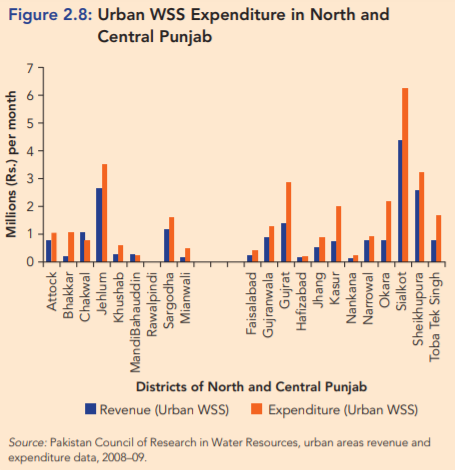 Figure 2.8: Urban WSS Expenditure in North and
Central Punjab
Millions (Rs.) per month
7
6
5
4
3
2
1
0
Attock
Bhakkar
Chakwal
Jehlum
Khushab
MandiBahauddin
Rawalpindi
Sargodha
Mianwali
Faisalabad
Gujranwala
Gujrat
Hafizabad
Jhang
Kasur
Nankana
Narrowal
Okara
Sialkot
Sheikhupura
Toba Tek Singh
Districts of North and Central Punjab
Revenue (Urban WSS) Expenditure (Urban WSS)
Source: Pakistan Council of Research in Water Resources, urban areas revenue and
expenditure data, 2008–09.